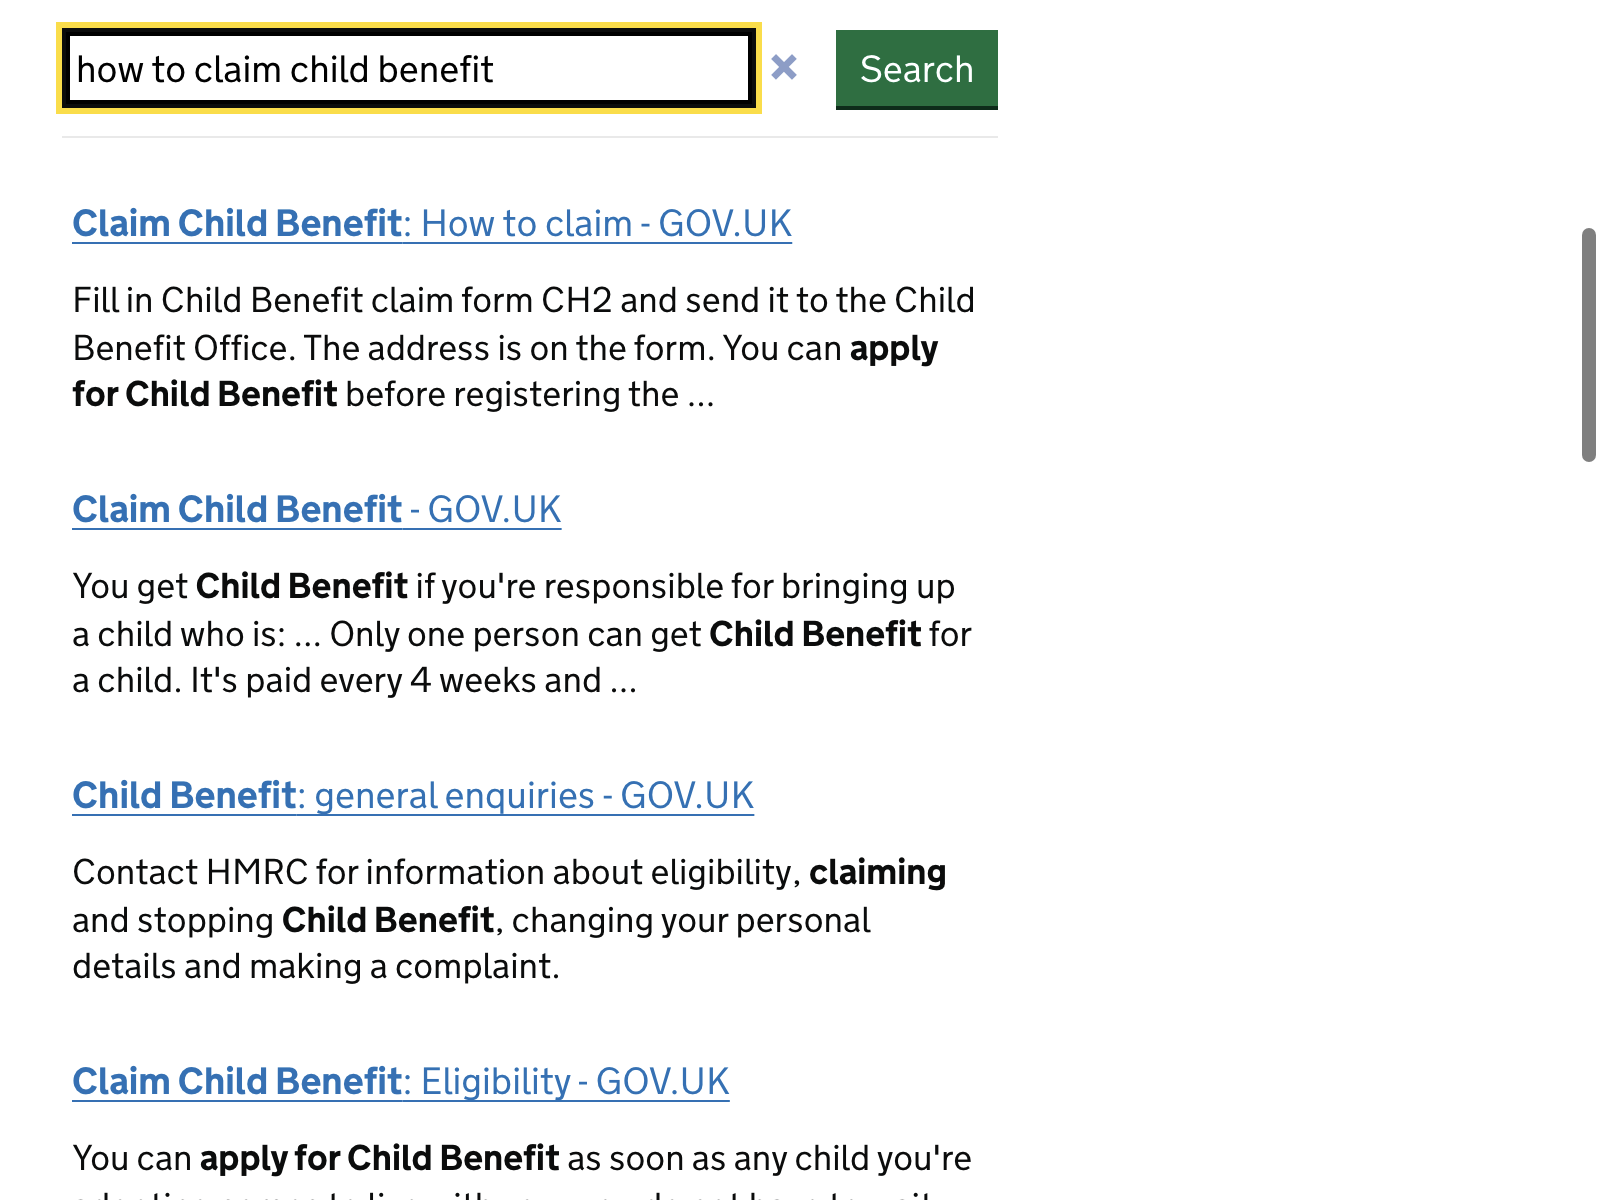 how to claim child benefit
Search
Claim Child Benefit: How to claim - GOV.UK
Fill in Child Benefit claim form CH2 and send it to the Child
Benefit Office. The address is on the form. You can apply
for Child Benefit before registering the ...
Claim Child Benefit - GOV.UK
You get Child Benefit if you're responsible for bringing up
a child who is: ... Only one person can get Child Benefit for
a child. It's paid every 4 weeks and ...
Child Benefit: general enquiries - GOV.UK
Contact HMRC for information about eligibility, claiming
and stopping Child Benefit, changing your personal
details and making a complaint.
Claim Child Benefit: Eligibility - GOV.UK
You can apply for Child Benefit as soon as any child you're